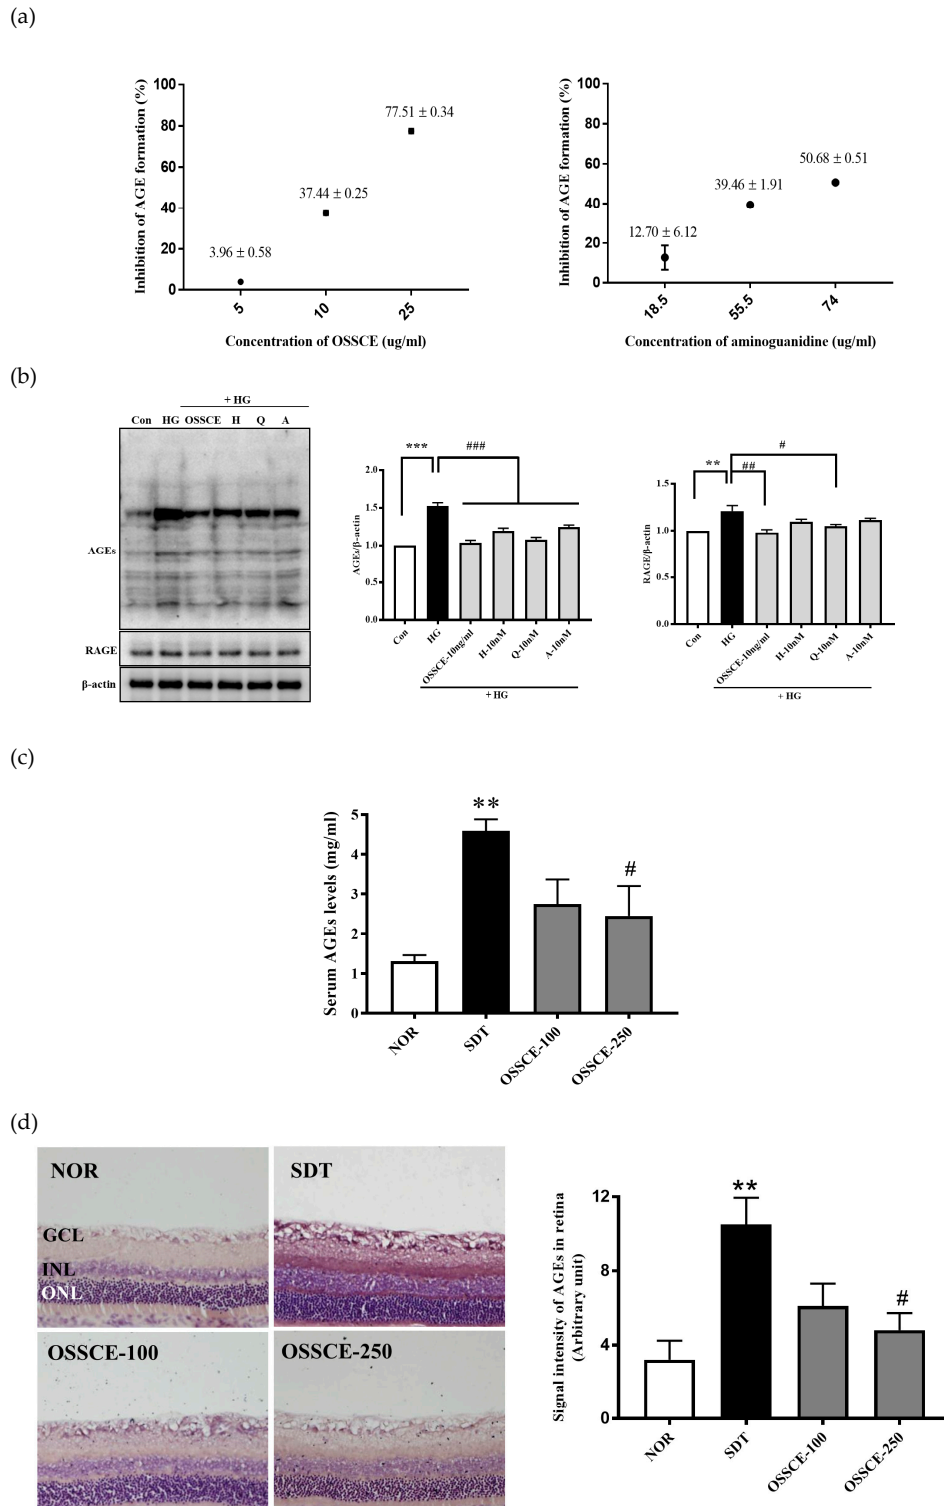 (a)
Inhibition of AGE formation (%)
100
80
60
40
20
0
3.96 ± 0.58
37.44 ± 0.25
77.51 ± 0.34
5
10
25
Concentration of OSSCE (ug/ml)
Inhibition of AGE formation (%)
100
80
60
40
20
0
12.70 ± 6.12
39.46 ± 1.91
50.68 ± 0.51
18.5
55.5
74
Concentration of aminoguanidine (ug/ml)
(b)
+ HG
Con HG OSSCE H Q A
AGEs
RAGE
β-actin
AGEs/β-actin
2.0
1.5
1.0
0.5
0.0
***
###
Con
HG
OSSCE-10ng/ml
H-10nM
Q-10nM
A-10nM
+ HG
RAGE/β-actin
1.5
1.0
0.5
0.0
**
##
#
Con
HG
OSSCE-10ng/ml
H-10nM
Q-10nM
A-10nM
+ HG
(c)
Serum AGEs levels (mg/ml)
5
4
3
2
1
0
**
#
NOR
SDT
OSSCE-100
OSSCE-250
(d)
NOR
GCL
INL
ONL
SDT
OSSCE-100
OSSCE-250
Signal intensity of AGEs in retina
(Arbitrary unit)
12
8
4
0
**
#
NOR
SDT
OSSCE-100
OSSCE-250